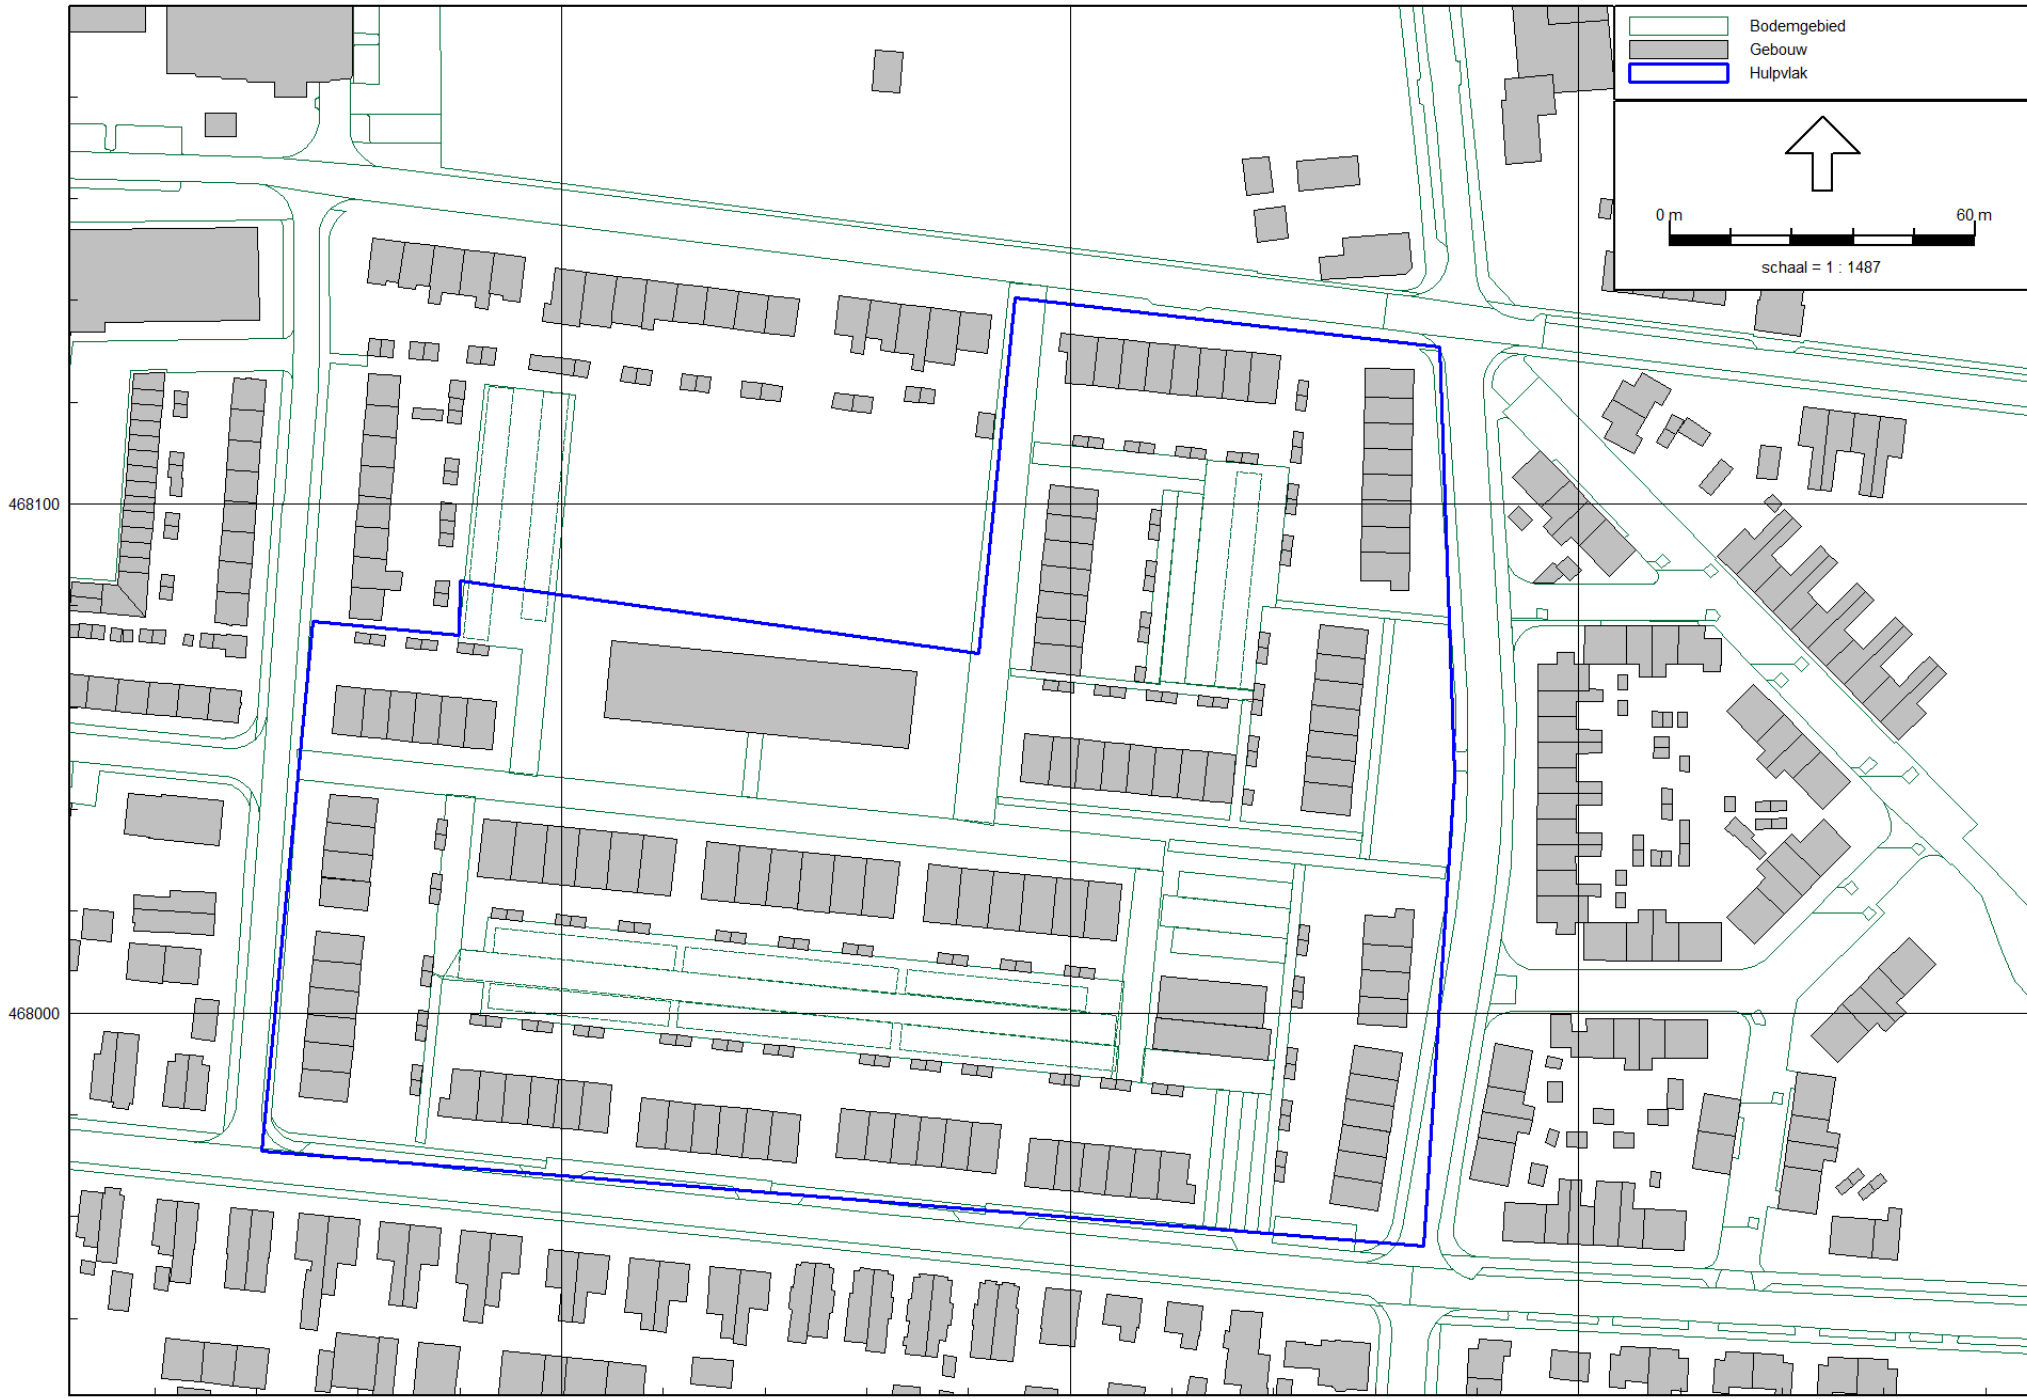 Bodemgebied
Gebouw
Hulpvlak
0 m 60 m
schaal = 1 : 1487
468100
468000